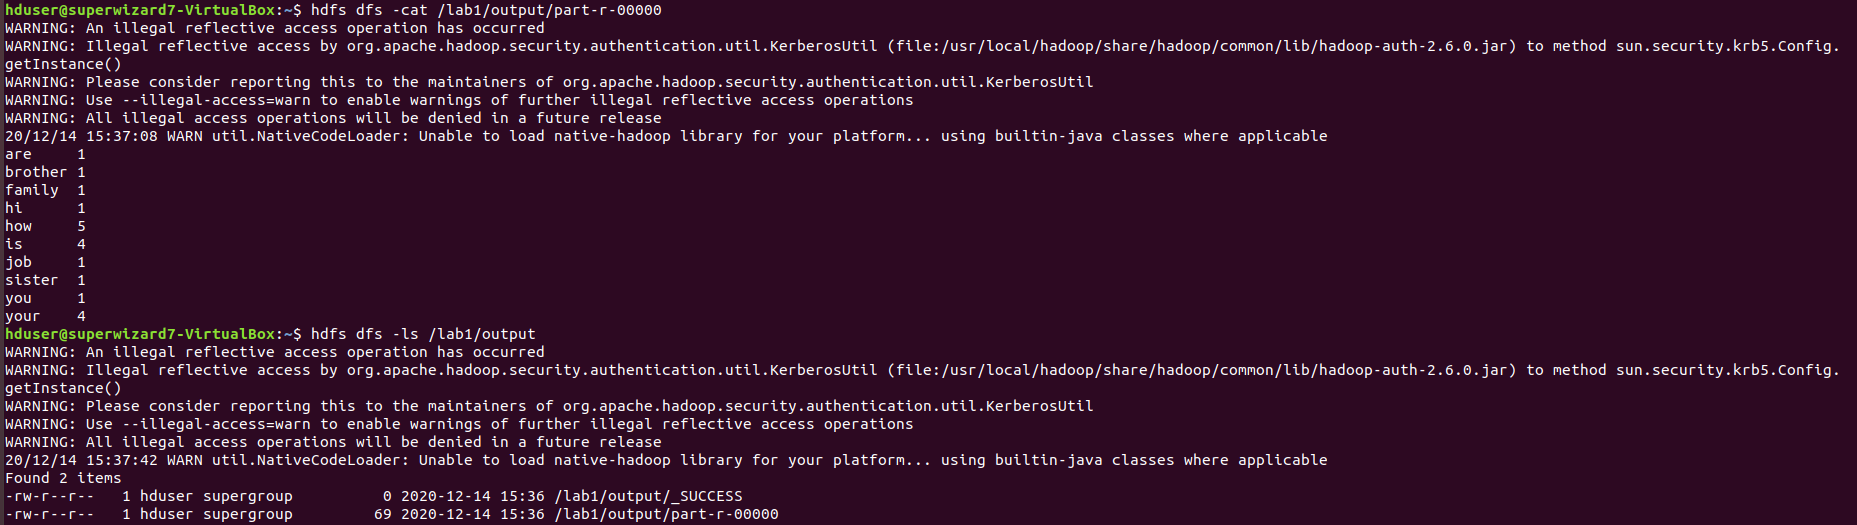 hduser@superwizard7-VirtualBox:~$ hdfs dfs -cat /lab1/output/part-r-00000
WARNING: An illegal reflective access operation has occurred
WARNING: Illegal reflective access by org.apache.hadoop.security.authentication.util.KerberosUtil (file:/usr/local/hadoop/share/hadoop/common/lib/hadoop-auth-2.6.0.jar) to method sun.security.krb5.Config.
getInstance()
WARNING: Please consider reporting this to the maintainers of org.apache.hadoop.security.authentication.util.KerberosUtil
WARNING: Use --illegal-access=warn to enable warnings of further illegal reflective access operations
WARNING: All illegal access operations will be denied in a future release
20/12/14 15:37:08 WARN util.NativeCodeLoader: Unable to load native-hadoop library for your platform... using builtin-java classes where applicable
are     1
brother 1
family  1
hi      1
how     5
is      4
job     1
sister  1
you     1
your    4
hduser@superwizard7-VirtualBox:~$ hdfs dfs -ls /lab1/output
WARNING: An illegal reflective access operation has occurred
WARNING: Illegal reflective access by org.apache.hadoop.security.authentication.util.KerberosUtil (file:/usr/local/hadoop/share/hadoop/common/lib/hadoop-auth-2.6.0.jar) to method sun.security.krb5.Config.
getInstance()
WARNING: Please consider reporting this to the maintainers of org.apache.hadoop.security.authentication.util.KerberosUtil
WARNING: Use --illegal-access=warn to enable warnings of further illegal reflective access operations
WARNING: All illegal access operations will be denied in a future release
20/12/14 15:37:42 WARN util.NativeCodeLoader: Unable to load native-hadoop library for your platform... using builtin-java classes where applicable
Found 2 items
-rw-r--r--   1 hduser supergroup          0 2020-12-14 15:36 /lab1/output/_SUCCESS
-rw-r--r--   1 hduser supergroup         69 2020-12-14 15:36 /lab1/output/part-r-00000